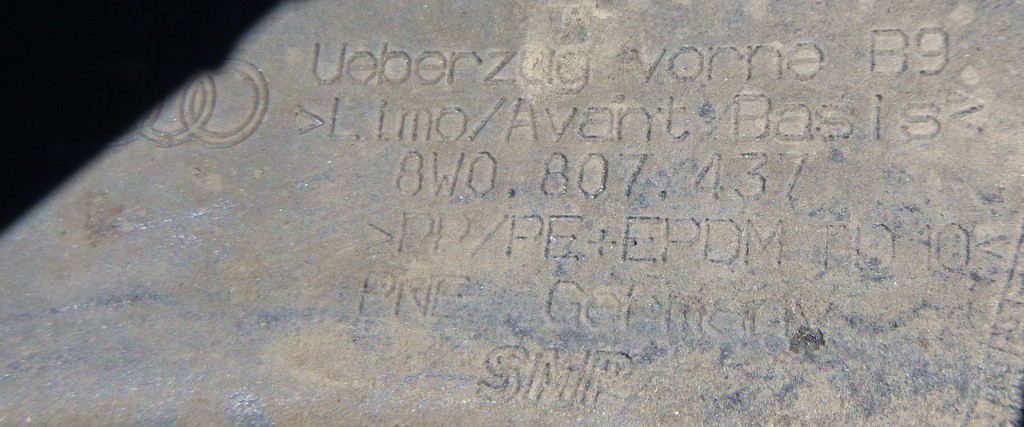 Ueberzug vorne B9
>Limo/Avant Basis<
8W0.807.437
>PP/PE+EPDM TD10<
PNE Germany
SMP